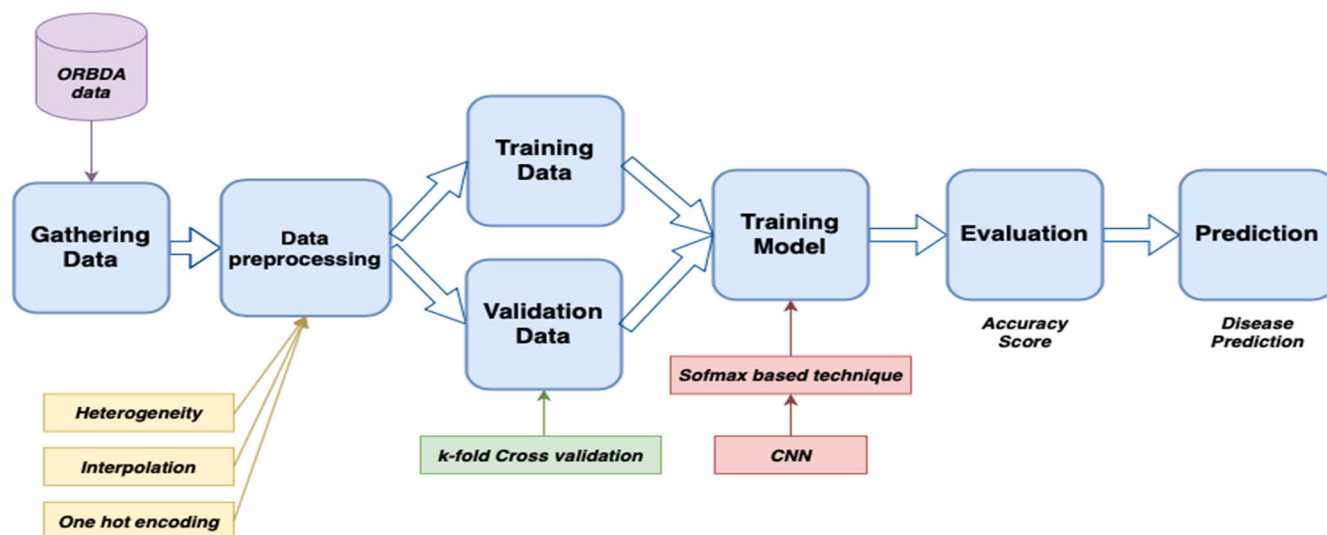 ORBDA
data
Gathering
Data
Data
preprocessing
Training
Data
Validation
Data
Training
Model
Evaluation
Prediction
Accuracy
Score
Disease
Prediction
Heterogeneity
Interpolation
One hot encoding
k-fold Cross validation
Sofmax based technique
CNN